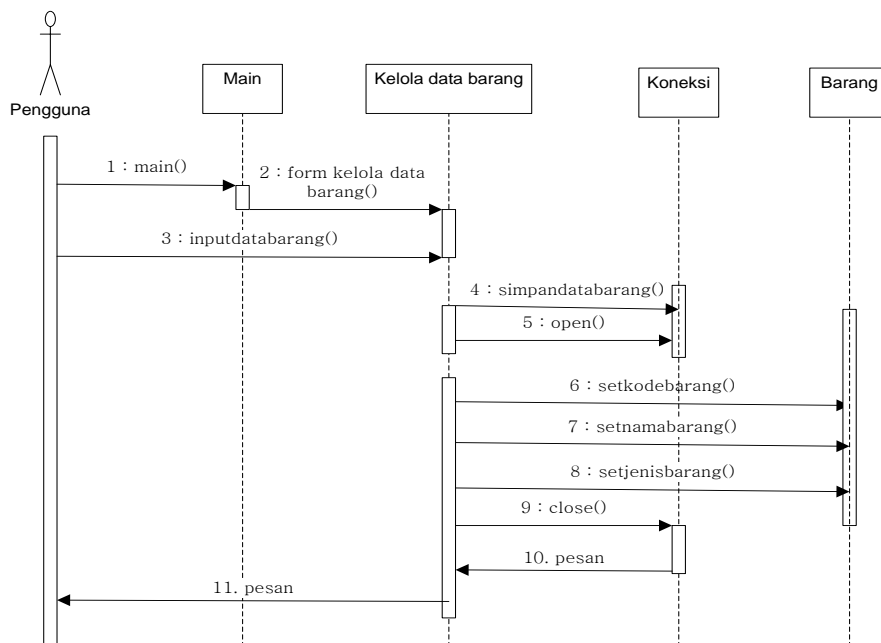 Pengguna
Main
Kelola data barang
Koneksi
Barang
1 : main()
2 : form kelola data
barang()
3 : inputdatabarang()
4 : simpandatabarang()
5 : open()
6 : setkodebarang()
7 : setnamabarang()
8 : setjenisbarang()
9 : close()
10. pesan
11. pesan